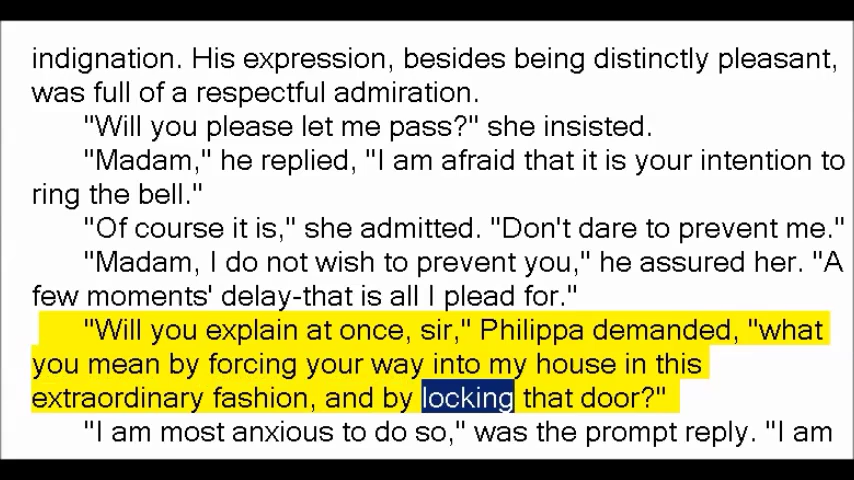 indignation. His expression, besides being distinctly pleasant,
was full of a respectful admiration.
"Will you please let me pass?" she insisted.
"Madam," he replied, "I am afraid that it is your intention to
ring the bell."
"Of course it is," she admitted. "Don't dare to prevent me."
"Madam, I do not wish to prevent you," he assured her. "A
few moments' delay-that is all I plead for."
"Will you explain at once, sir," Philippa demanded, "what
you mean by forcing your way into my house in this
extraordinary fashion, and by locking that door?"
"I am most anxious to do so," was the prompt reply. "I am